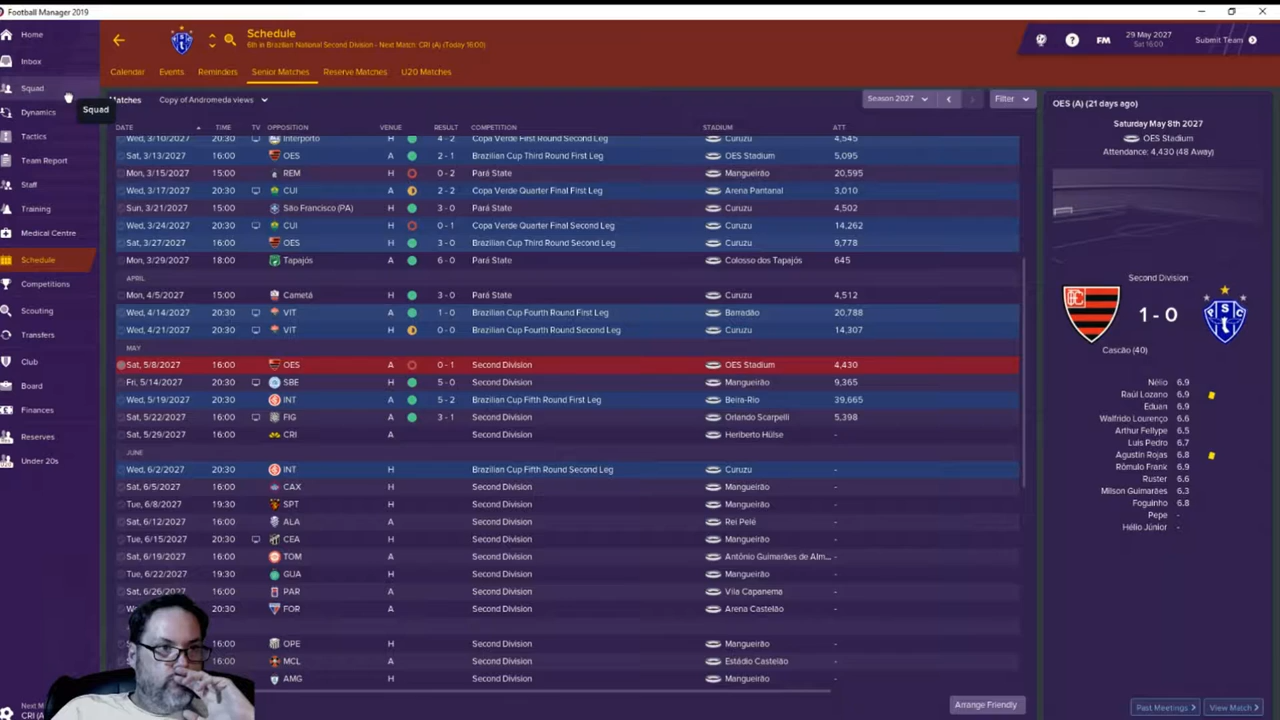 Football Manager 2019
Home
Inbox
Squad
Squad
Dynamics
Tactics
Team Report
Staff
Training
Medical Centre
Schedule
Competitions
Scouting
Transfers
Club
Board
Finances
Reserves
Under 20s
Schedule
6th in Brazilian National Second Division - Next Match: CRI (A) (Today 16:00)
FM 29 May 2027 Sat 16:00 Submit Team
Calendar Events Reminders Senior Matches Reserve Matches U20 Matches
Matches Copy of Andromeda views Season 2027 Filter
DATE TIME TV OPPOSITION VENUE RESULT COMPETITION STADIUM ATT
Wed, 3/10/2027 20:30 Interporto H 4 - 2 Copa Verde First Round Second Leg Curuzu 4,545
Sat, 3/13/2027 16:00 OES A 2 - 1 Brazilian Cup Third Round First Leg OES Stadium 5,095
Mon, 3/15/2027 15:00 REM H 0 - 2 Pará State Mangueirão 20,595
Wed, 3/17/2027 20:30 CUI A 2 - 2 Copa Verde Quarter Final First Leg Arena Pantanal 3,010
Sun, 3/21/2027 15:00 São Francisco (PA) H 3 - 0 Pará State Curuzu 4,502
Wed, 3/24/2027 20:30 CUI H 0 - 1 Copa Verde Quarter Final Second Leg Curuzu 14,262
Sat, 3/27/2027 16:00 OES H 3 - 0 Brazilian Cup Third Round Second Leg Curuzu 9,778
Mon, 3/29/2027 18:00 Tapajós A 6 - 0 Pará State Colosso dos Tapajós 645
APRIL
Mon, 4/5/2027 15:00 Cametá H 3 - 0 Pará State Curuzu 4,512
Wed, 4/14/2027 20:30 VIT A 1 - 0 Brazilian Cup Fourth Round First Leg Barradão 20,788
Wed, 4/21/2027 20:30 VIT H 0 - 0 Brazilian Cup Fourth Round Second Leg Curuzu 14,307
MAY
Sat, 5/8/2027 16:00 OES A 0 - 1 Second Division OES Stadium 4,430
Fri, 5/14/2027 20:30 SBE H 5 - 0 Second Division Mangueirão 9,365
Wed, 5/19/2027 20:30 INT A 5 - 2 Brazilian Cup Fifth Round First Leg Beira-Rio 39,665
Sat, 5/22/2027 16:00 FIG A 3 - 1 Second Division Orlando Scarpelli 5,398
Sat, 5/29/2027 16:00 CRI A Second Division Heriberto Hülse -
JUNE
Wed, 6/2/2027 20:30 INT H Brazilian Cup Fifth Round Second Leg Curuzu -
Sat, 6/5/2027 16:00 CAX H Second Division Mangueirão -
Tue, 6/8/2027 19:30 SPT H Second Division Mangueirão -
Sat, 6/12/2027 16:00 ALA A Second Division Rei Pelé -
Tue, 6/15/2027 20:30 CEA H Second Division Mangueirão -
Sat, 6/19/2027 16:00 TOM A Second Division Antônio Guimarães de Alm... -
Tue, 6/22/2027 19:30 GUA H Second Division Mangueirão -
Sat, 6/26/2027 16:00 PAR A Second Division Vila Capanema -
20:30 FOR A Second Division Arena Castelão -
16:00 OPE H Second Division Mangueirão -
16:00 MCL A Second Division Estádio Castelão -
16:00 AMG H Second Division Mangueirão -
Arrange Friendly
Next M
CRI (A
OES (A) (21 days ago)
Saturday May 8th 2027
OES Stadium
Attendance: 4,430 (48 Away)
Second Division
1 - 0
Cascão (40)
Nélio 6.9
Raúl Lozano 6.9
Eduan 6.9
Walfrido Lourenço 6.6
Arthur Fellype 6.5
Luis Pedro 6.7
Agustín Rojas 6.8
Rômulo Frank 6.9
Ruster 6.6
Milson Guimarães 6.3
Foguinho 6.8
Pepe -
Hélio Júnior -
Past Meetings View Match